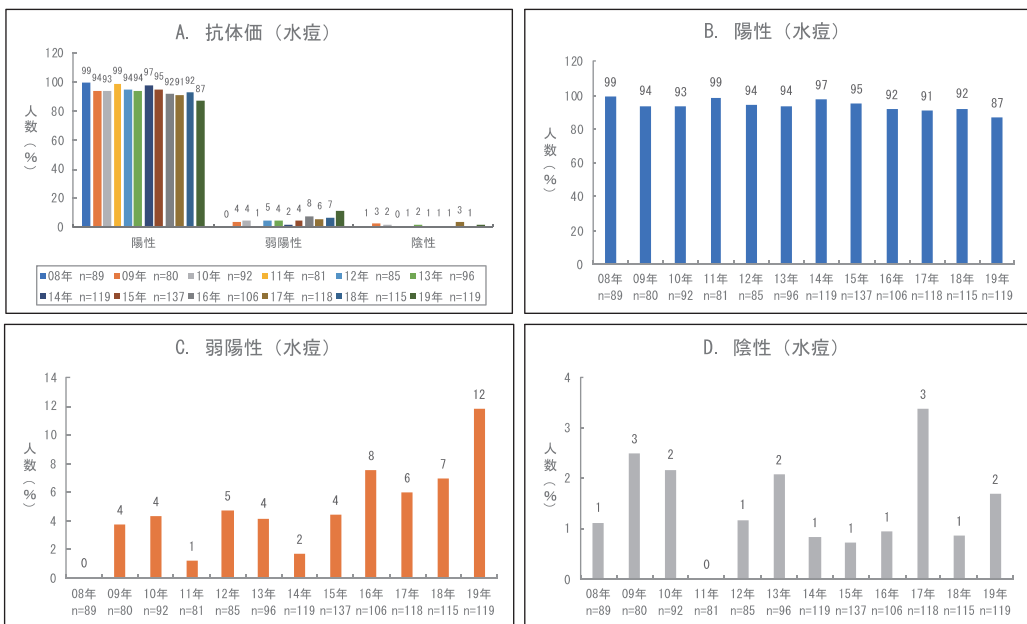 A. 抗体価（水痘）
人数（%）
120
100
80
60
40
20
0
99 94 93 99 94 94 97 95 92 91 92 87
0 4 4 1 5 4 2 4 8 6 7
1 3 2 0 1 2 1 1 1 3 1
陽性 弱陽性 陰性
08年 n=89 09年 n=80 10年 n=92 11年 n=81 12年 n=85 13年 n=96
14年 n=119 15年 n=137 16年 n=106 17年 n=118 18年 n=115 19年 n=119
B. 陽性（水痘）
人数（%）
120
100
80
60
40
20
0
99 94 93 99 94 94 97 95 92 91 92 87
08年 09年 10年 11年 12年 13年 14年 15年 16年 17年 18年 19年
n=89 n=80 n=92 n=81 n=85 n=96 n=119 n=137 n=106 n=118 n=115 n=119
C. 弱陽性（水痘）
人数（%）
14
12
10
8
6
4
2
0
0 4 4 1 5 4 2 4 8 6 7 12
08年 09年 10年 11年 12年 13年 14年 15年 16年 17年 18年 19年
n=89 n=80 n=92 n=81 n=85 n=96 n=119 n=137 n=106 n=118 n=115 n=119
D. 陰性（水痘）
人数（%）
4
3
2
1
0
1 3 2 0 1 2 1 1 1 3 1 2
08年 09年 10年 11年 12年 13年 14年 15年 16年 17年 18年 19年
n=89 n=80 n=92 n=81 n=85 n=96 n=119 n=137 n=106 n=118 n=115 n=119